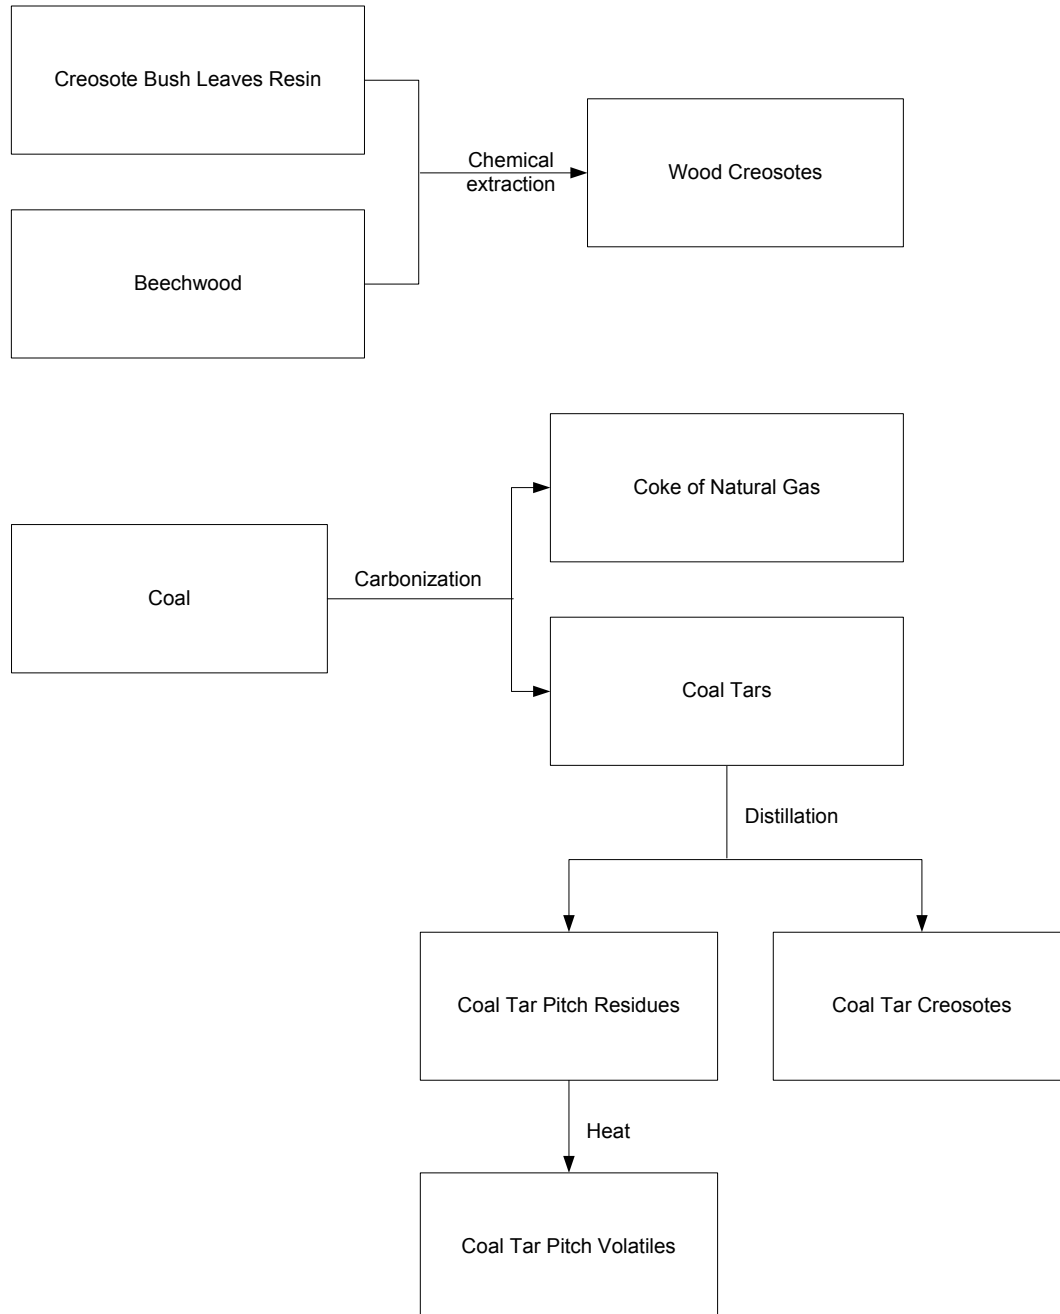 Creosote Bush Leaves Resin
Chemical
extraction
Wood Creosotes
Beechwood
Coke of Natural Gas
Carbonization
Coal
Coal Tars
Distillation
Coal Tar Pitch Residues
Coal Tar Creosotes
Heat
Coal Tar Pitch Volatiles